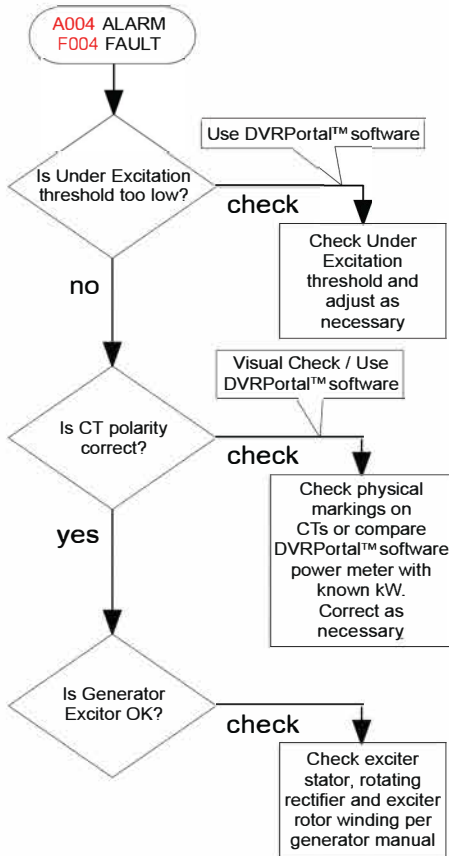 A004 ALARM
F004 FAULT
Use DVRPortal™ software
Is Under Excitation
threshold too low?
check
Check Under
Excitation
threshold and
adjust as
necessary
no
Visual Check / Use
DVRPortal™ software
Is CT polarity
correct?
check
Check physical
markings on
CTs or compare
DVRPortal™ software
power meter with
known kW.
Correct as
necessary
yes
Is Generator
Excitor OK?
check
Check exciter
stator, rotating
rectifier and exciter
rotor winding per
generator manual